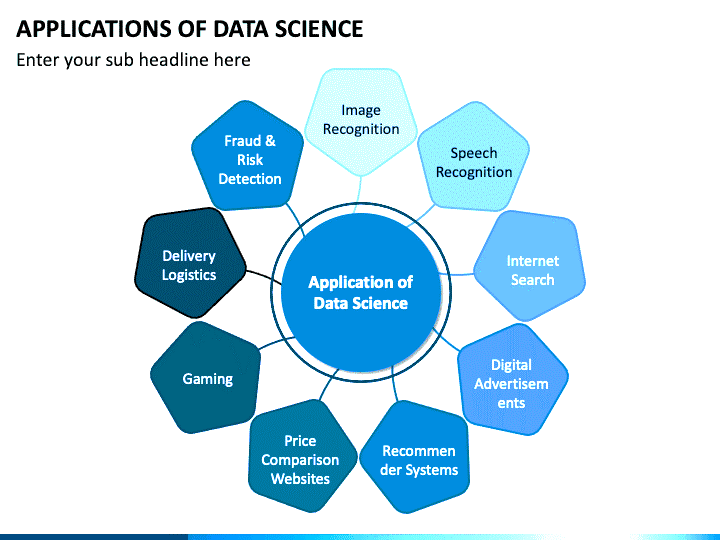 APPLICATIONS OF DATA SCIENCE
Enter your sub headline here
Image
Recognition
Speech
Recognition
Internet
Search
Digital
Advertisem
ents
Recommen
der Systems
Price
Comparison
Websites
Gaming
Delivery
Logistics
Fraud &
Risk
Detection
Application of
Data Science